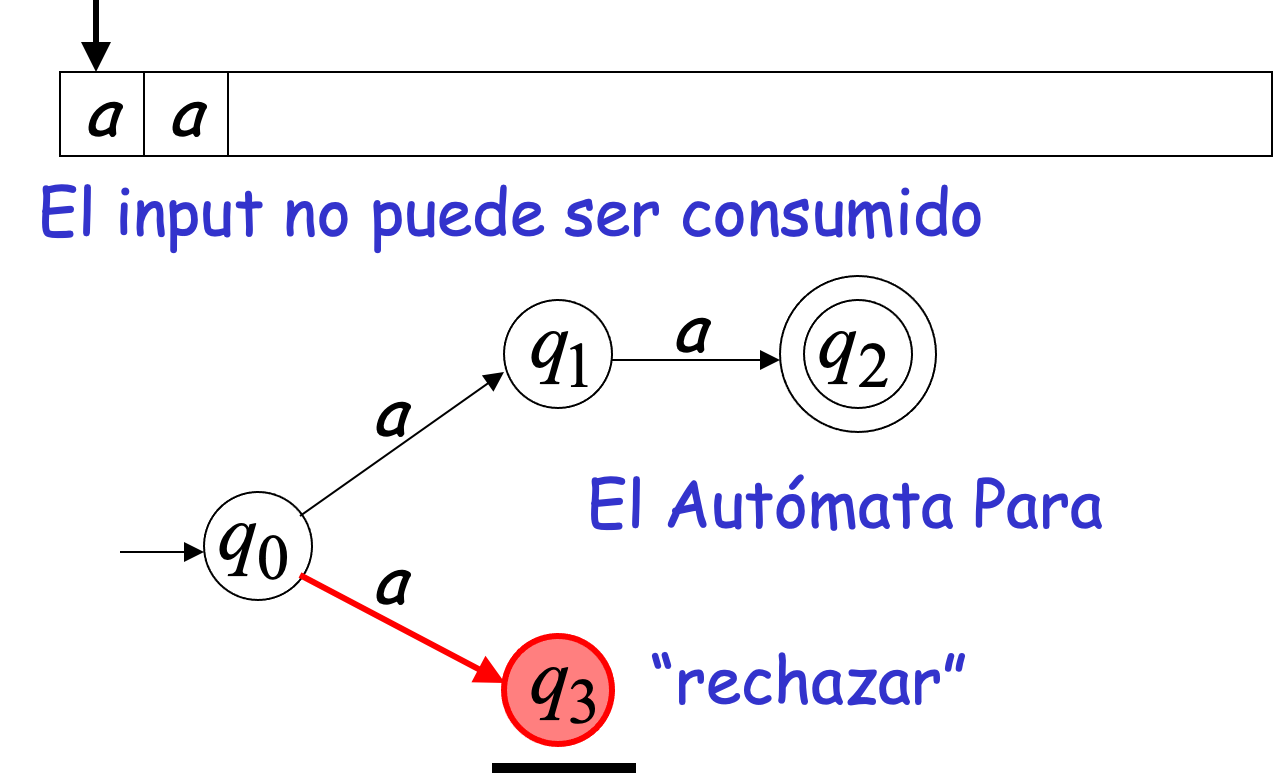 a a
El input no puede ser consumido
q1 a q2
a
El Autómata Para
q0
a
q3 “rechazar”